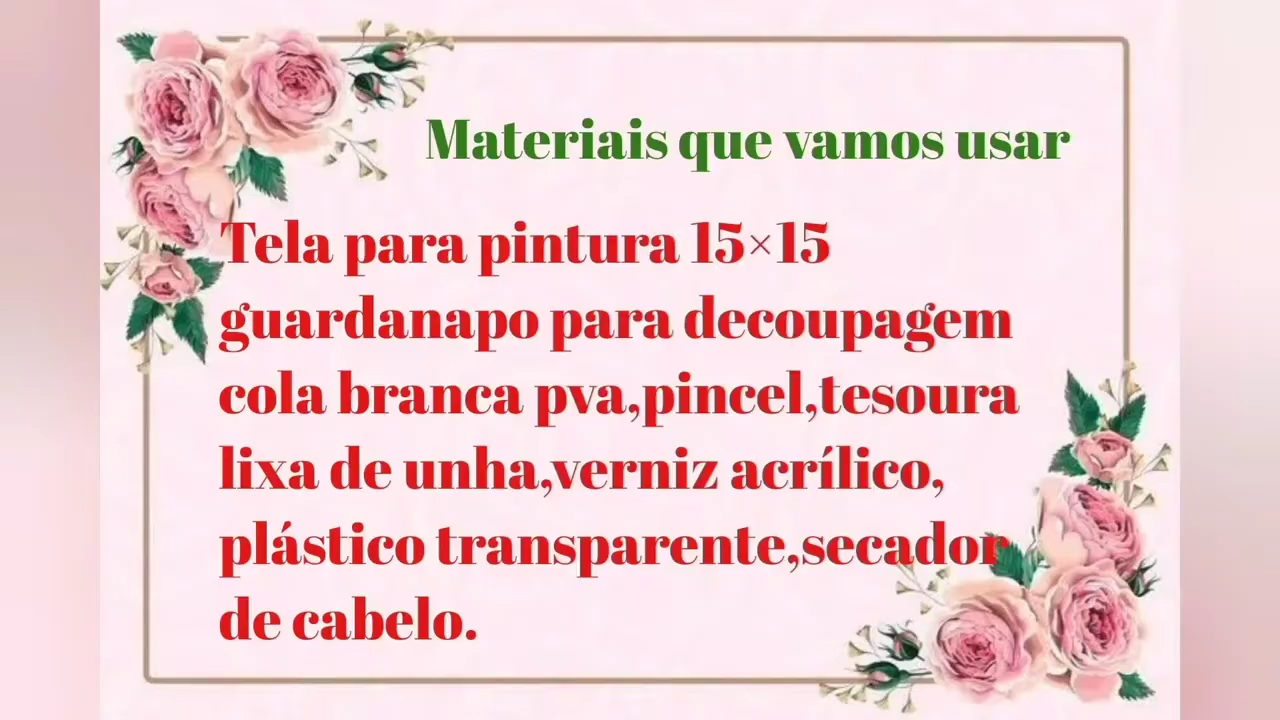 Materiais que vamos usar
Tela para pintura 15×15
guardanapo para decoupagem
cola branca pva,pincel,tesoura
lixa de unha,verniz acrílico,
plástico transparente,secador
de cabelo.